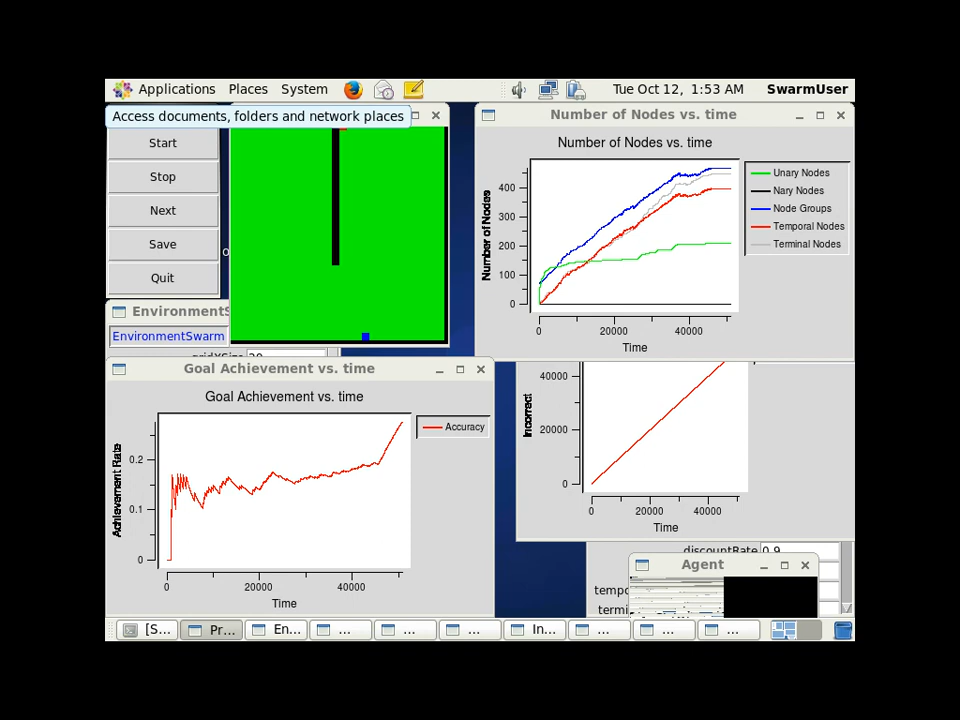 Applications Places System Tue Oct 12, 1:53 AM SwarmUser
Access documents, folders and network places
Start
Stop
Next
Save
Quit
EnvironmentS
EnvironmentSwarm
Number of Nodes vs. time
Number of Nodes vs. time
Number of Nodes
400
300
200
100
0
0 20000 40000
Time
Unary Nodes
Nary Nodes
Node Groups
Temporal Nodes
Terminal Nodes
Goal Achievement vs. time
Goal Achievement vs. time
Achievement Rate
0.2
0.1
0
0 20000 40000
Time
Accuracy
Incorrect
40000
20000
0
0 20000 40000
Time
discountRate 0.9
Agent
tempo
termi
[S... Pr... En... ... ... ... In... ... ... ...